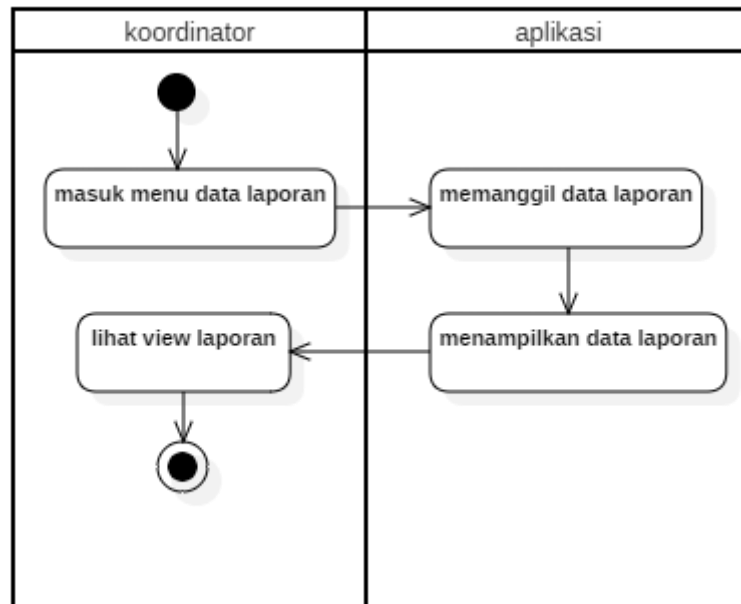 koordinator
aplikasi
masuk menu data laporan
memanggil data laporan
lihat view laporan
menampilkan data laporan